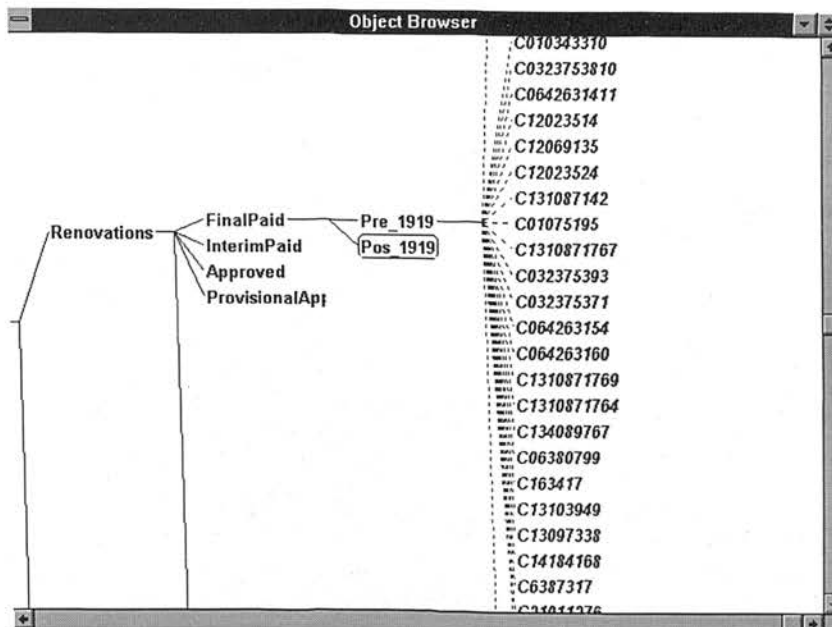 Object Browser
C010343310
C0323753810
C0642631411
C12023514
C12069135
C12023524
C131087142
Renovations
FinalPaid
Pre_1919
C01075195
InteriмPaid
Pos_1919
C1310871767
Approved
C032375393
ProvisionalApp
C032375371
C064263154
C064263160
C1310871769
C1310871764
C134089767
C06380799
C163417
C13103949
C13097338
C14184168
C6387317